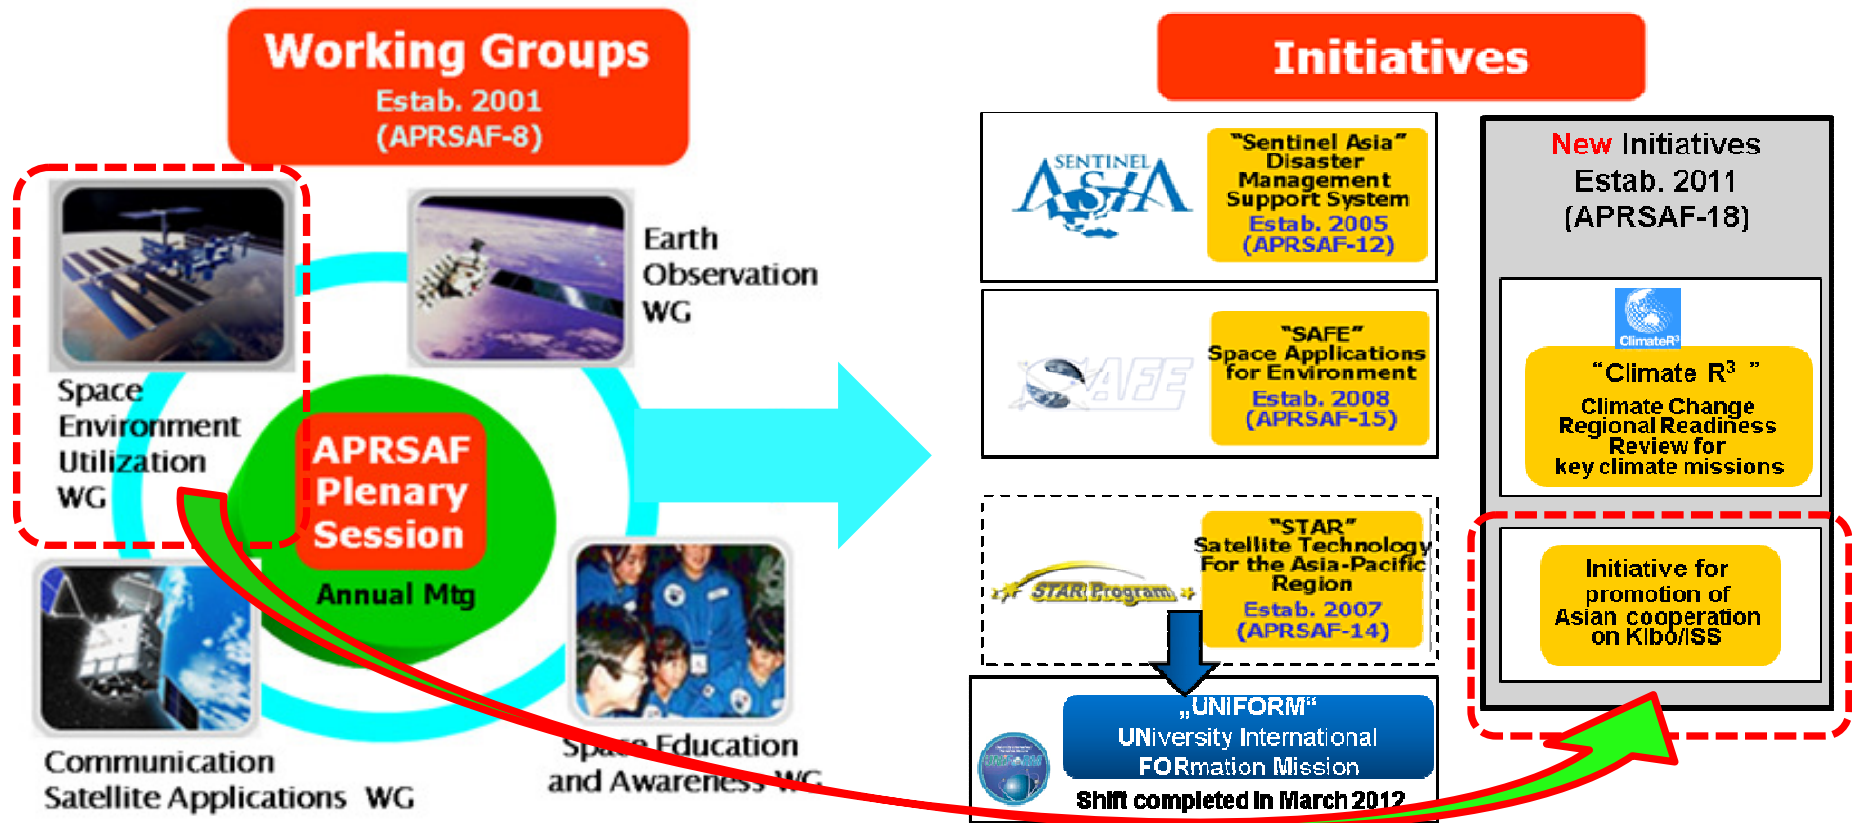 Working Groups
Estab. 2001
(APRSAF-8)
Space
Environment
Utilization
WG
Earth
Observation
WG
APRSAF
Plenary
Session
Annual Mtg
Communication
Satellite Applications WG
Space Education
and Awareness WG
Initiatives
SENTINEL
ASIA
"Sentinel Asia"
Disaster
Management
Support System
Estab. 2005
(APRSAF-12)
SAFE
"SAFE"
Space Applications
for Environment
Estab. 2008
(APRSAF-15)
STAR Program
"STAR"
Satellite Technology
For the Asia-Pacific
Region
Estab. 2007
(APRSAF-14)
„UNIFORM“
UNiversity International
FORmation Mission
Shift completed in March 2012
New Initiatives
Estab. 2011
(APRSAF-18)
ClimateR³
“Climate R³ ”
Climate Change
Regional Readiness
Review for
key climate missions
Initiative for
promotion of
Asian cooperation
on Kibo/ISS